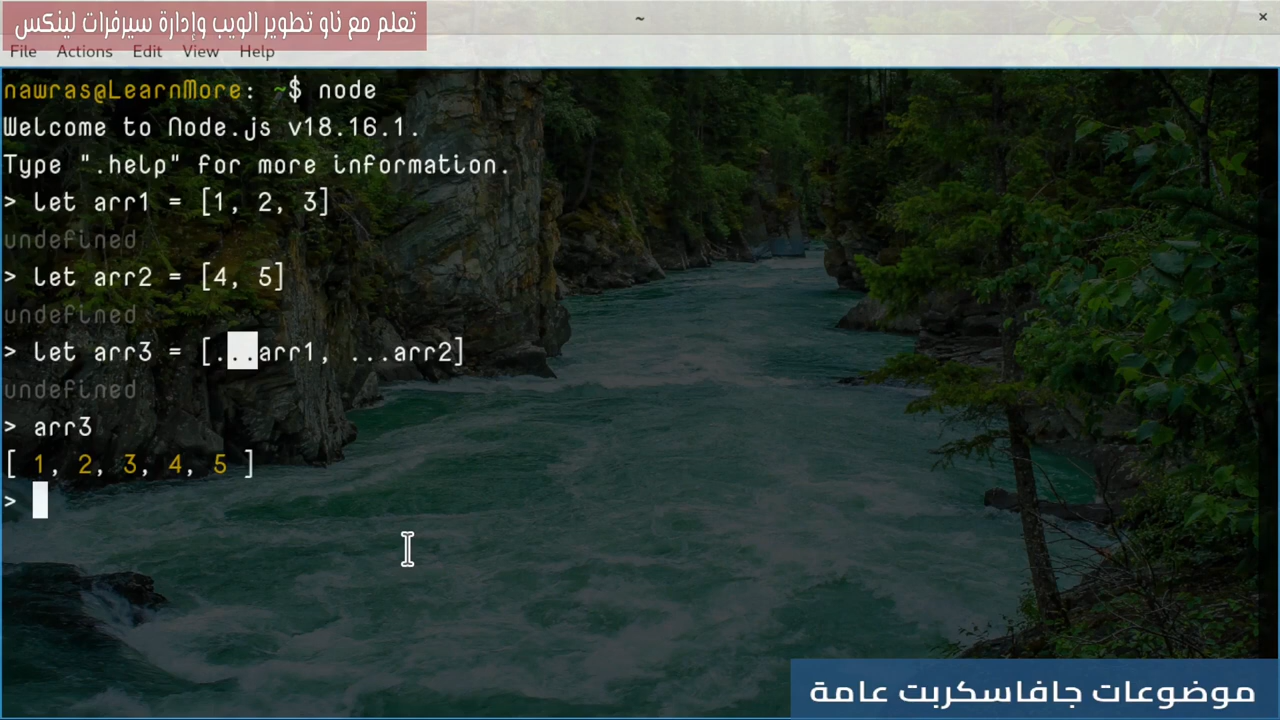 تعلم مع ناو تطوير الويب وإدارة سيرفرات لينكس
~
×
File Actions Edit View Help
nawras@LearnMore: ~$ node
Welcome to Node.js v18.16.1.
Type ".help" for more information.
> let arr1 = [1, 2, 3]
undefined
> let arr2 = [4, 5]
undefined
> let arr3 = [...arr1, ...arr2]
undefined
> arr3
[ 1, 2, 3, 4, 5 ]
>
موضوعات جافاسكربت عامة